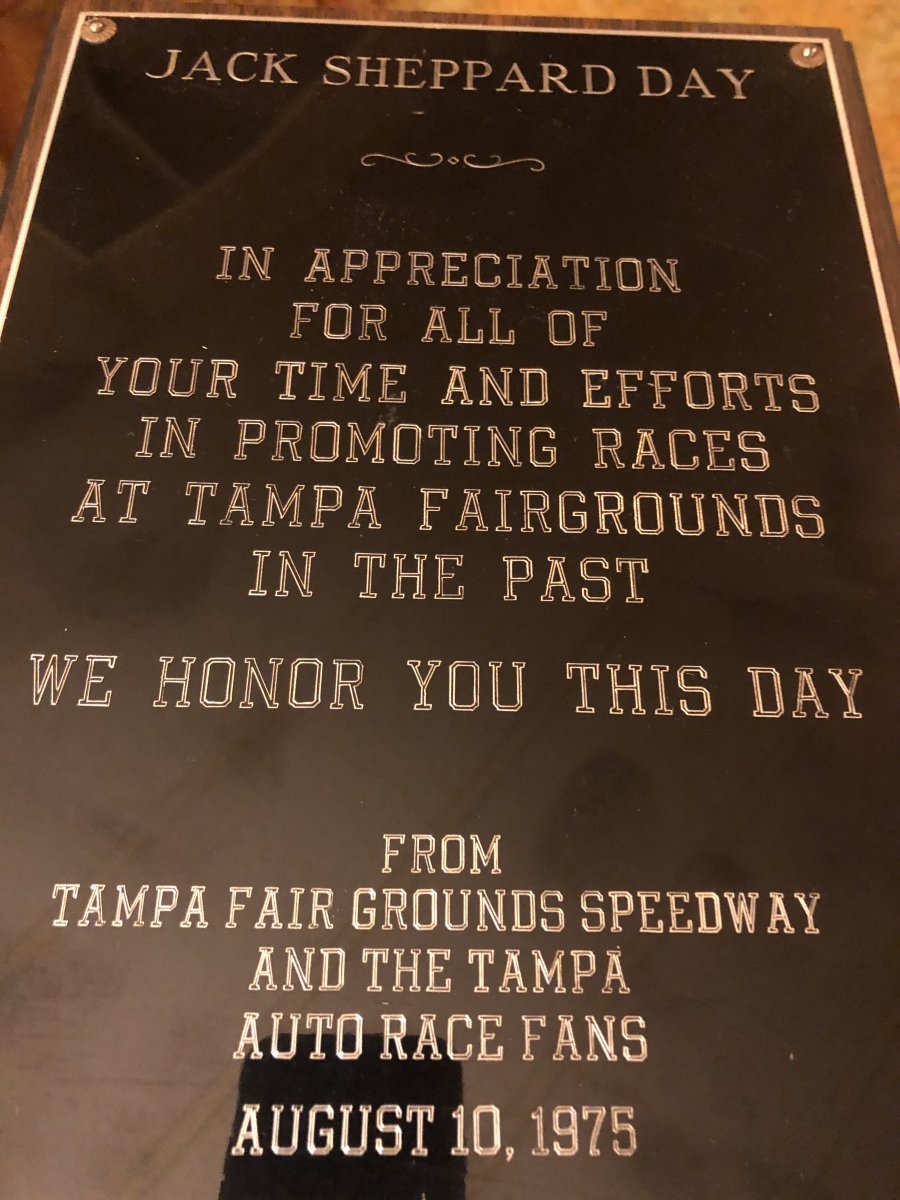 JACK SHEPPARD DAY
IN APPRECIATION
FOR ALL OF
YOUR TIME AND EFFORTS
IN PROMOTING RACES
AT TAMPA FAIRGROUNDS
IN THE PAST
WE HONOR YOU THIS DAY
FROM
TAMPA FAIR GROUNDS SPEEDWAY
AND THE TAMPA
AUTO RACE FANS
AUGUST 10, 1975